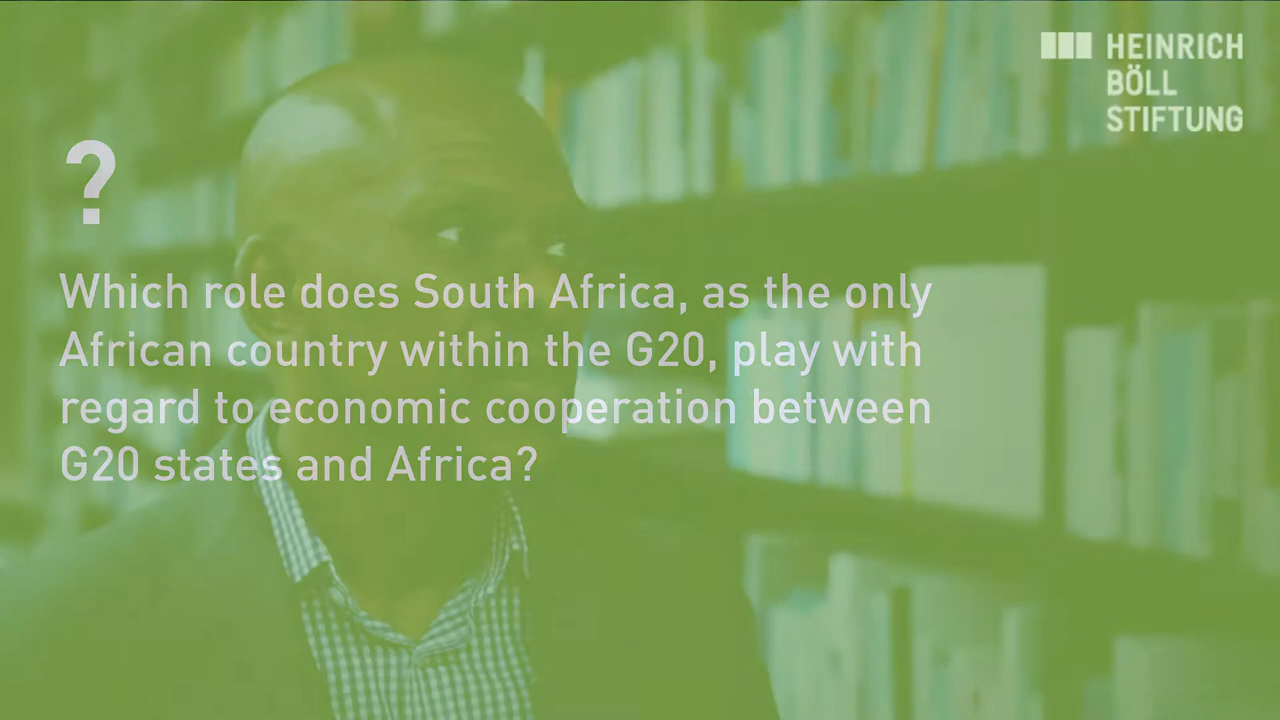 HEINRICH
BÖLL
STIFTUNG
?
Which role does South Africa, as the only
African country within the G20, play with
regard to economic cooperation between
G20 states and Africa?